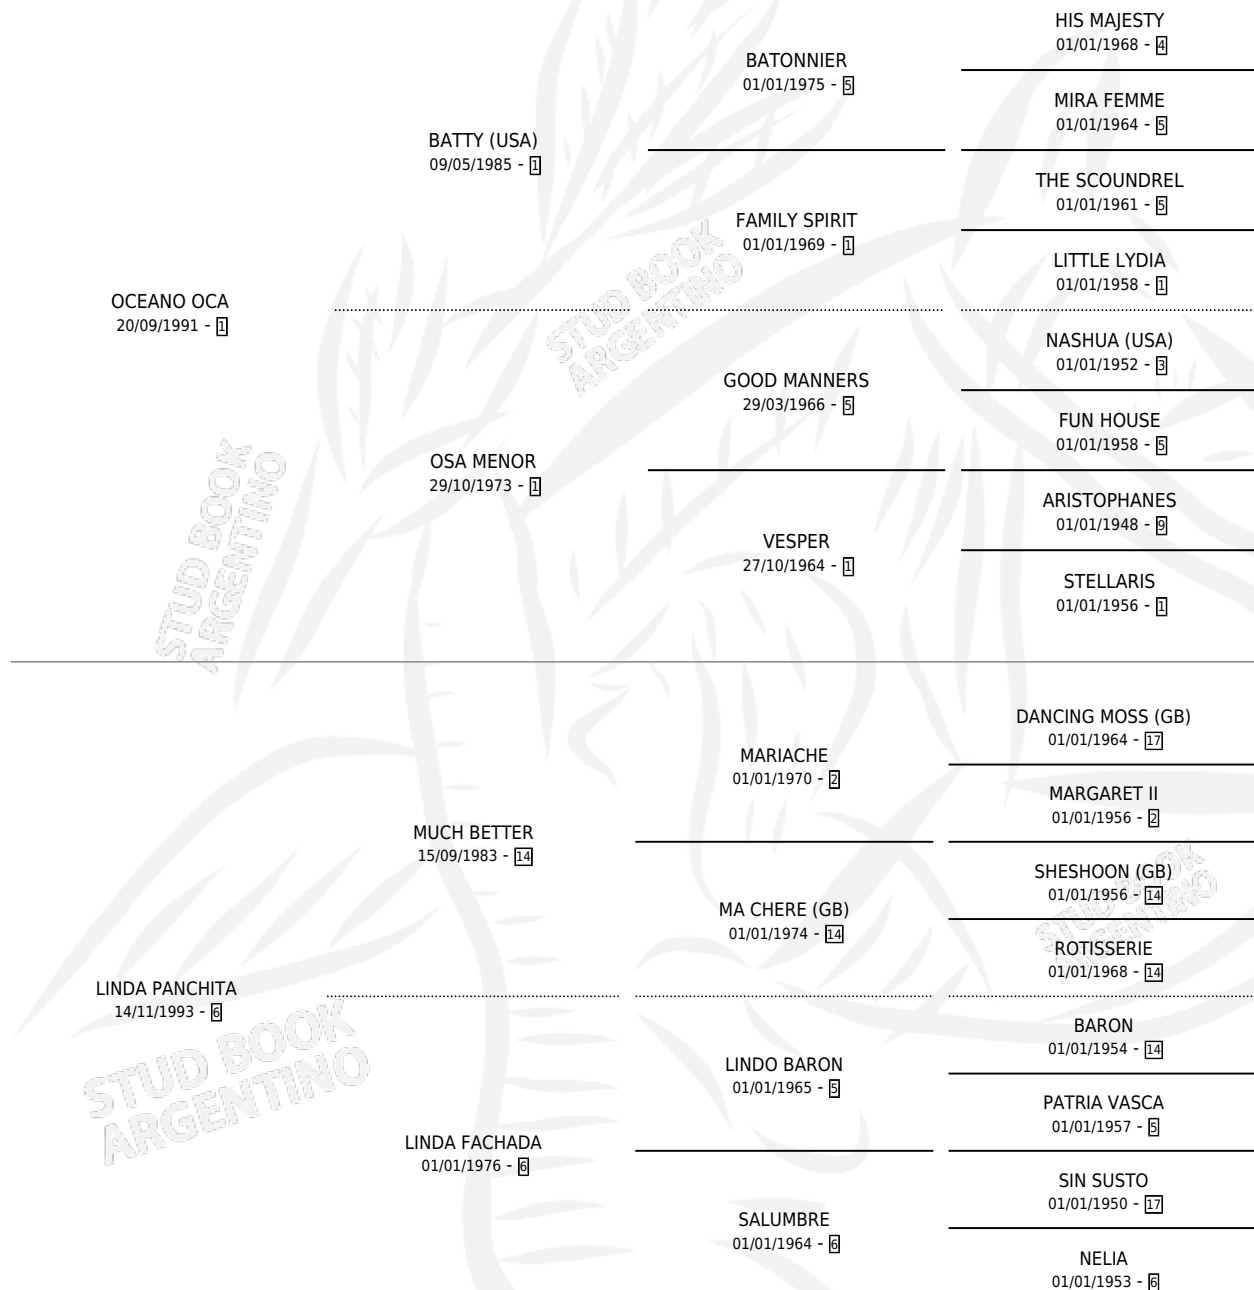 HIS MAJESTY
01/01/1968 - 4
BATONNIER
01/01/1975 - 5
MIRA FEMME
01/01/1964 - 5
BATTY (USA)
09/05/1985 - 1
THE SCOUNDREL
01/01/1961 - 5
FAMILY SPIRIT
01/01/1969 - 1
LITTLE LYDIA
01/01/1958 - 1
OCEANO OCA
20/09/1991 - 1
NASHUA (USA)
01/01/1952 - 3
GOOD MANNERS
29/03/1966 - 5
FUN HOUSE
01/01/1958 - 5
OSA MENOR
29/10/1973 - 1
ARISTOPHANES
01/01/1948 - 9
VESPER
27/10/1964 - 1
STELLARIS
01/01/1956 - 1
STUD BOOK
ARGENTINO
STUD BOOK
ARGENTINO
DANCING MOSS (GB)
01/01/1964 - 17
MARIACHE
01/01/1970 - 2
MARGARET II
01/01/1956 - 2
MUCH BETTER
15/09/1983 - 14
SHESHOON (GB)
01/01/1956 - 14
MA CHERE (GB)
01/01/1974 - 14
ROTISSERIE
01/01/1968 - 14
LINDA PANCHITA
14/11/1993 - 6
BARON
01/01/1954 - 14
LINDO BARON
01/01/1965 - 5
PATRIA VASCA
01/01/1957 - 5
LINDA FACHADA
01/01/1976 - 6
SIN SUSTO
01/01/1950 - 17
SALUMBRE
01/01/1964 - 6
NELIA
01/01/1953 - 6
STUD BOOK
ARGENTINO
STUD BOOK
ARGENTINO